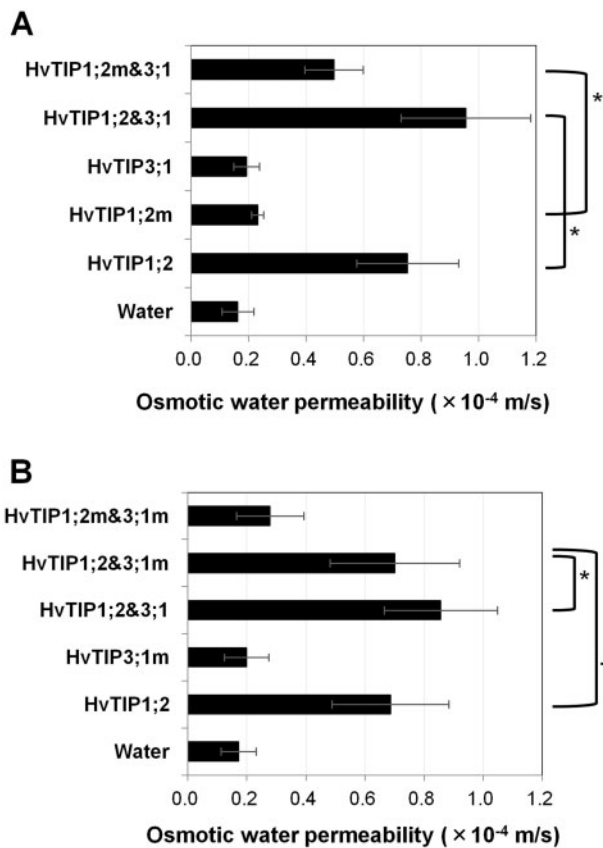 A
HvTIP1;2m&3;1
HvTIP1;2&3;1
HvTIP3;1
HvTIP1;2m
HvTIP1;2
Water
*
*
0.0 0.2 0.4 0.6 0.8 1.0 1.2
Osmotic water permeability ( × 10⁻⁴ m/s)
B
HvTIP1;2m&3;1m
HvTIP1;2&3;1m
HvTIP1;2&3;1
HvTIP3;1m
HvTIP1;2
Water
*
0.0 0.2 0.4 0.6 0.8 1.0 1.2
Osmotic water permeability ( × 10⁻⁴ m/s)